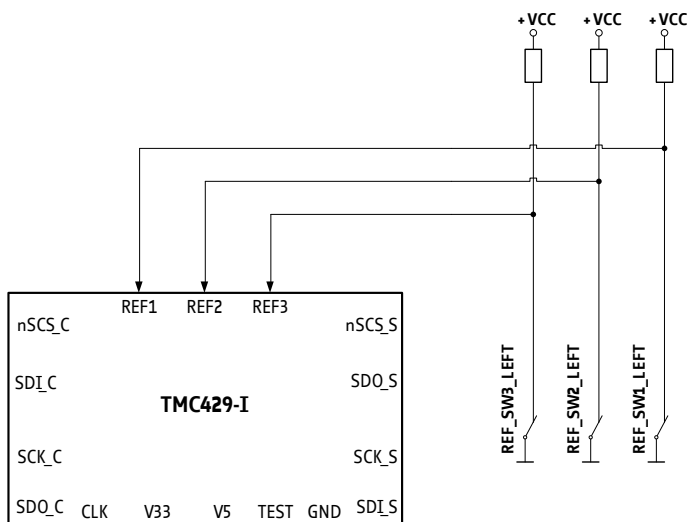 +VCC +VCC +VCC
REF1 REF2 REF3
nSCS_C nSCS_S
SDI_C SDO_S
TMC429-I
REF_SW3_LEFT
REF_SW2_LEFT
REF_SW1_LEFT
SCK_C SCK_S
SDO_C CLK V33 V5 TEST GND SDI_S